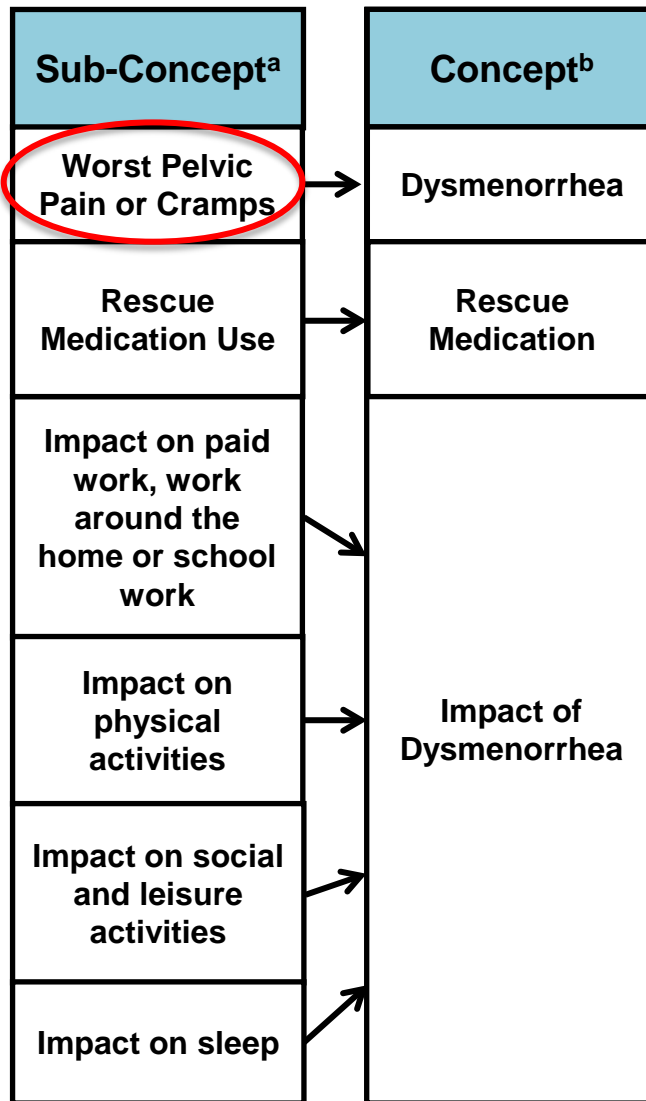 Sub-Conceptᵃ
Conceptᵇ
Worst Pelvic
Pain or Cramps
Dysmenorrhea
Rescue
Medication Use
Rescue
Medication
Impact on paid
work, work
around the
home or school
work
Impact on
physical
activities
Impact on social
and leisure
activities
Impact on sleep
Impact of
Dysmenorrhea